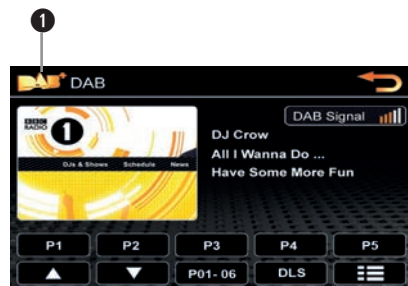 1
DAB+ DAB
DAB Signal
BBC
RADIO 1
DJs & Shows Schedule News
DJ Crow
All I Wanna Do ...
Have Some More Fun
P1 P2 P3 P4 P5
P01- 06 DLS